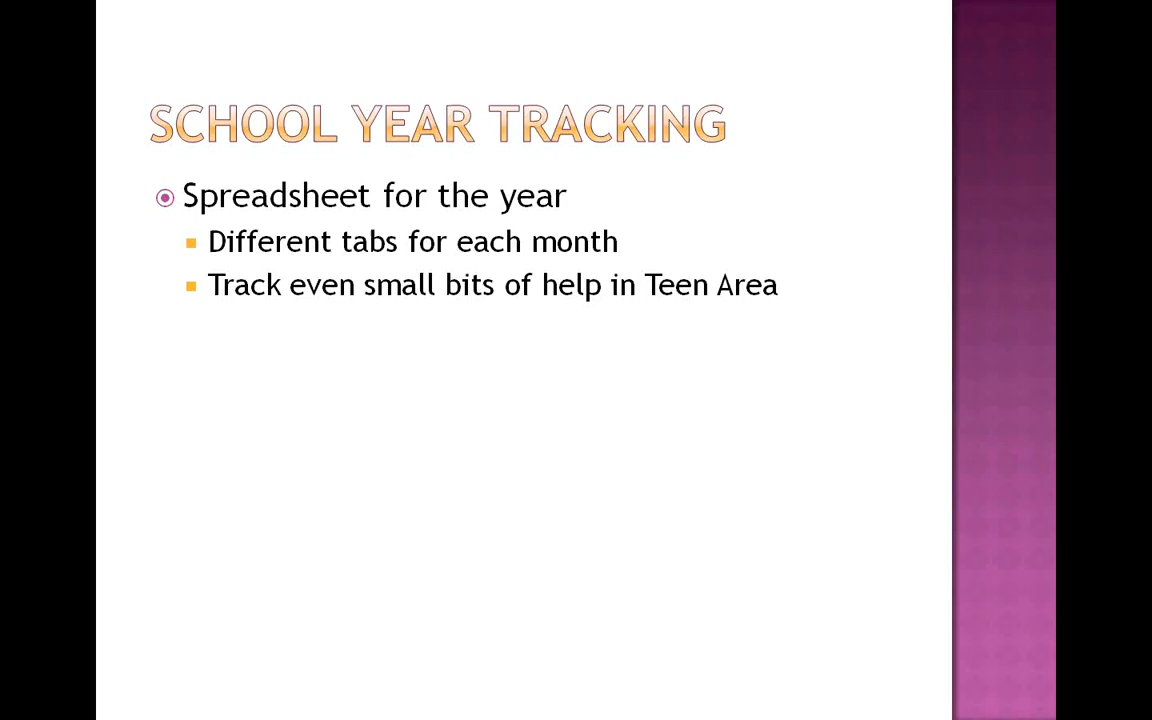 SCHOOL YEAR TRACKING
Spreadsheet for the year
Different tabs for each month
Track even small bits of help in Teen Area